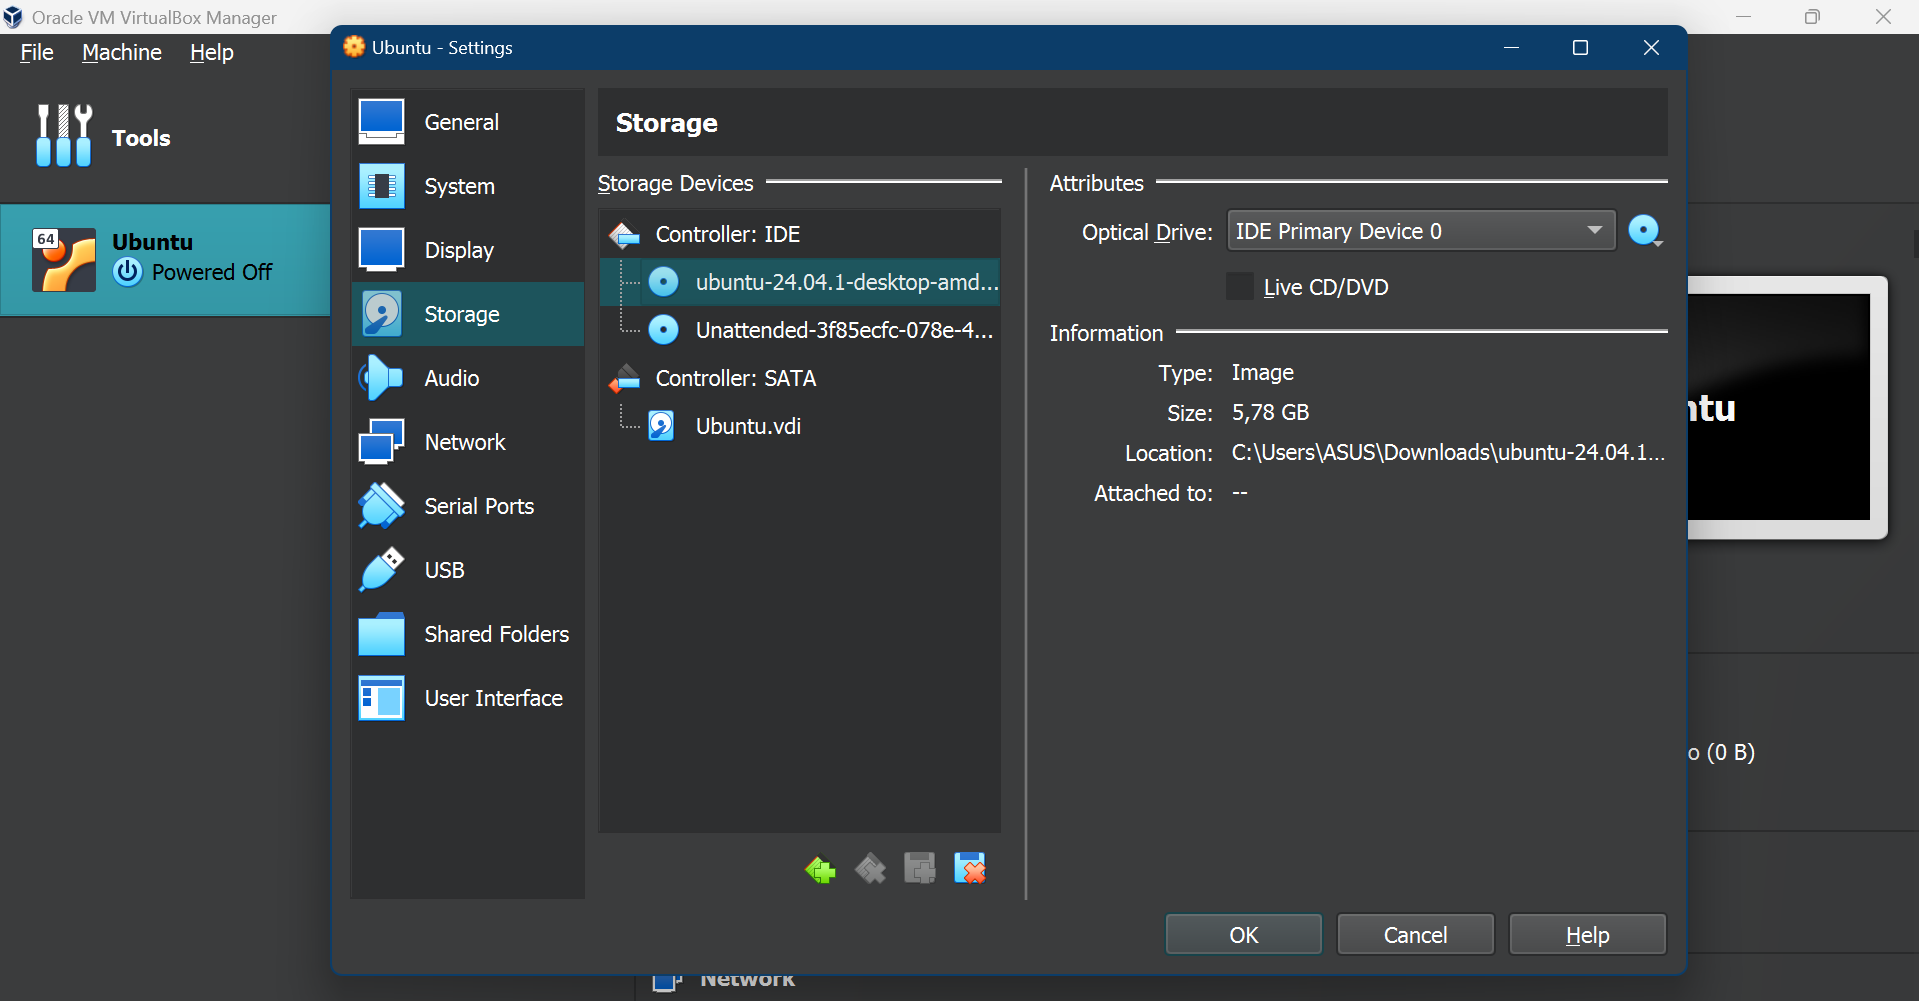 Oracle VM VirtualBox Manager
File Machine Help
Ubuntu - Settings
Tools
64
Ubuntu
Powered Off
General
System
Display
Storage
Audio
Network
Serial Ports
USB
Shared Folders
User Interface
Storage
Storage Devices
Controller: IDE
ubuntu-24.04.1-desktop-amd...
Unattended-3f85ecfc-078e-4...
Controller: SATA
Ubuntu.vdi
Attributes
Optical Drive: IDE Primary Device 0
Live CD/DVD
Information
Type: Image
Size: 5,78 GB
Location: C:\Users\ASUS\Downloads\ubuntu-24.04.1...
Attached to: --
ntu
o (0 B)
OK Cancel Help
Network